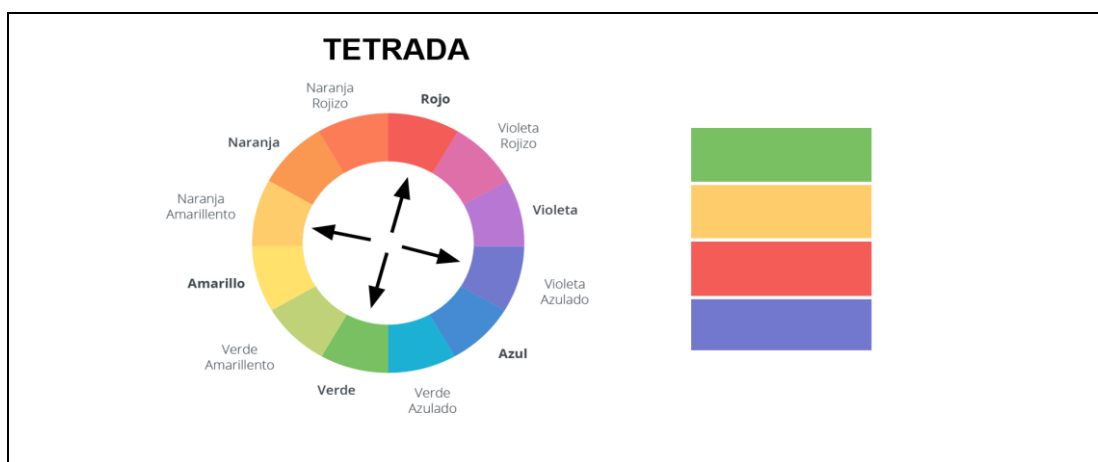 TETRADA
Naranja
Rojizo
Rojo
Violeta
Rojizo
Naranja
Naranja
Amarillento
Violeta
Amarillo
Violeta
Azulado
Verde
Amarillento
Azul
Verde
Verde
Azulado